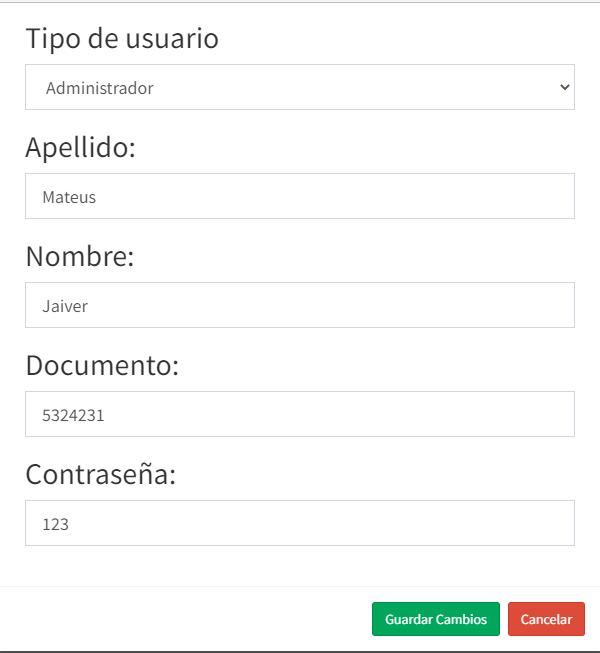 Tipo de usuario
Administrador
Apellido:
Mateus
Nombre:
Jaiver
Documento:
5324231
Contraseña:
123
Guardar Cambios Cancelar